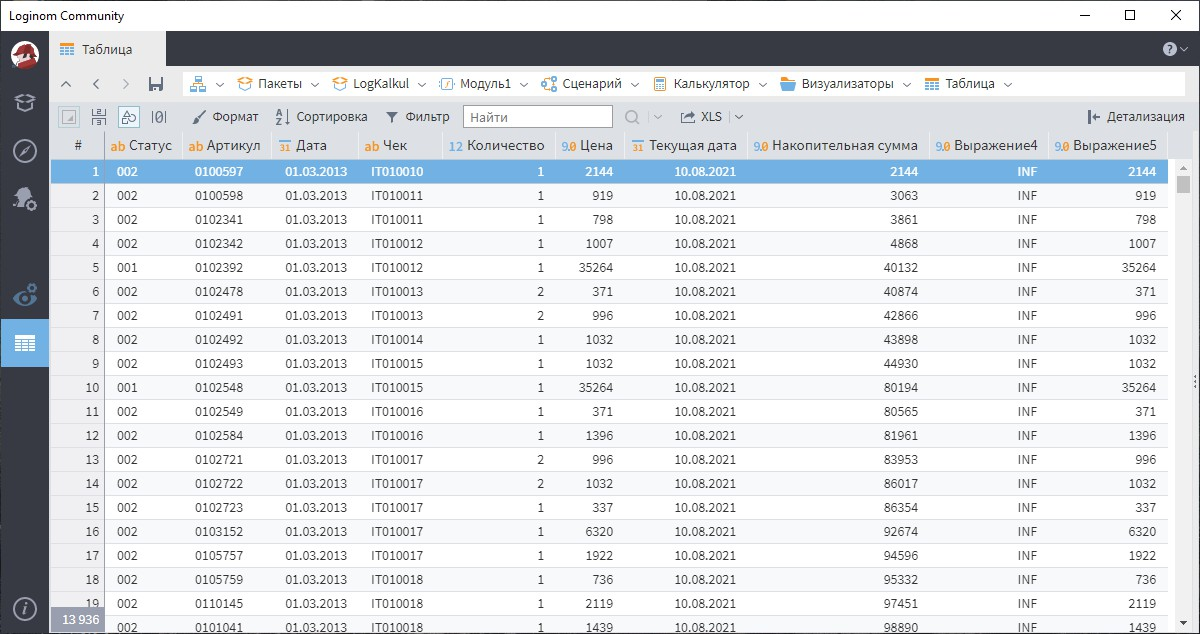 Loginom Community
Таблица
Пакеты LogKalkul Модуль1 Сценарий Калькулятор Визуализаторы Таблица
Формат Сортировка Фильтр Найти XLS Детализация
# ab Статус ab Артикул 31 Дата ab Чек 12 Количество 9.0 Цена 31 Текущая дата 9.0 Накопительная сумма 9.0 Выражение4 9.0 Выражение5
1 002 0100597 01.03.2013 IT010010 1 2144 10.08.2021 2144 INF 2144
2 002 0100598 01.03.2013 IT010011 1 919 10.08.2021 3063 INF 919
3 002 0102341 01.03.2013 IT010011 1 798 10.08.2021 3861 INF 798
4 002 0102342 01.03.2013 IT010012 1 1007 10.08.2021 4868 INF 1007
5 001 0102392 01.03.2013 IT010012 1 35264 10.08.2021 40132 INF 35264
6 002 0102478 01.03.2013 IT010013 2 371 10.08.2021 40874 INF 371
7 002 0102491 01.03.2013 IT010013 2 996 10.08.2021 42866 INF 996
8 002 0102492 01.03.2013 IT010014 1 1032 10.08.2021 43898 INF 1032
9 002 0102493 01.03.2013 IT010015 1 1032 10.08.2021 44930 INF 1032
10 001 0102548 01.03.2013 IT010015 1 35264 10.08.2021 80194 INF 35264
11 002 0102549 01.03.2013 IT010016 1 371 10.08.2021 80565 INF 371
12 002 0102584 01.03.2013 IT010016 1 1396 10.08.2021 81961 INF 1396
13 002 0102721 01.03.2013 IT010017 2 996 10.08.2021 83953 INF 996
14 002 0102722 01.03.2013 IT010017 2 1032 10.08.2021 86017 INF 1032
15 002 0102723 01.03.2013 IT010017 1 337 10.08.2021 86354 INF 337
16 002 0103152 01.03.2013 IT010017 1 6320 10.08.2021 92674 INF 6320
17 002 0105757 01.03.2013 IT010017 1 1922 10.08.2021 94596 INF 1922
18 002 0105759 01.03.2013 IT010018 1 736 10.08.2021 95332 INF 736
19 002 0110145 01.03.2013 IT010018 1 2119 10.08.2021 97451 INF 2119
13 936 002 0101041 01.03.2013 IT010018 1 1439 10.08.2021 98890 INF 1439